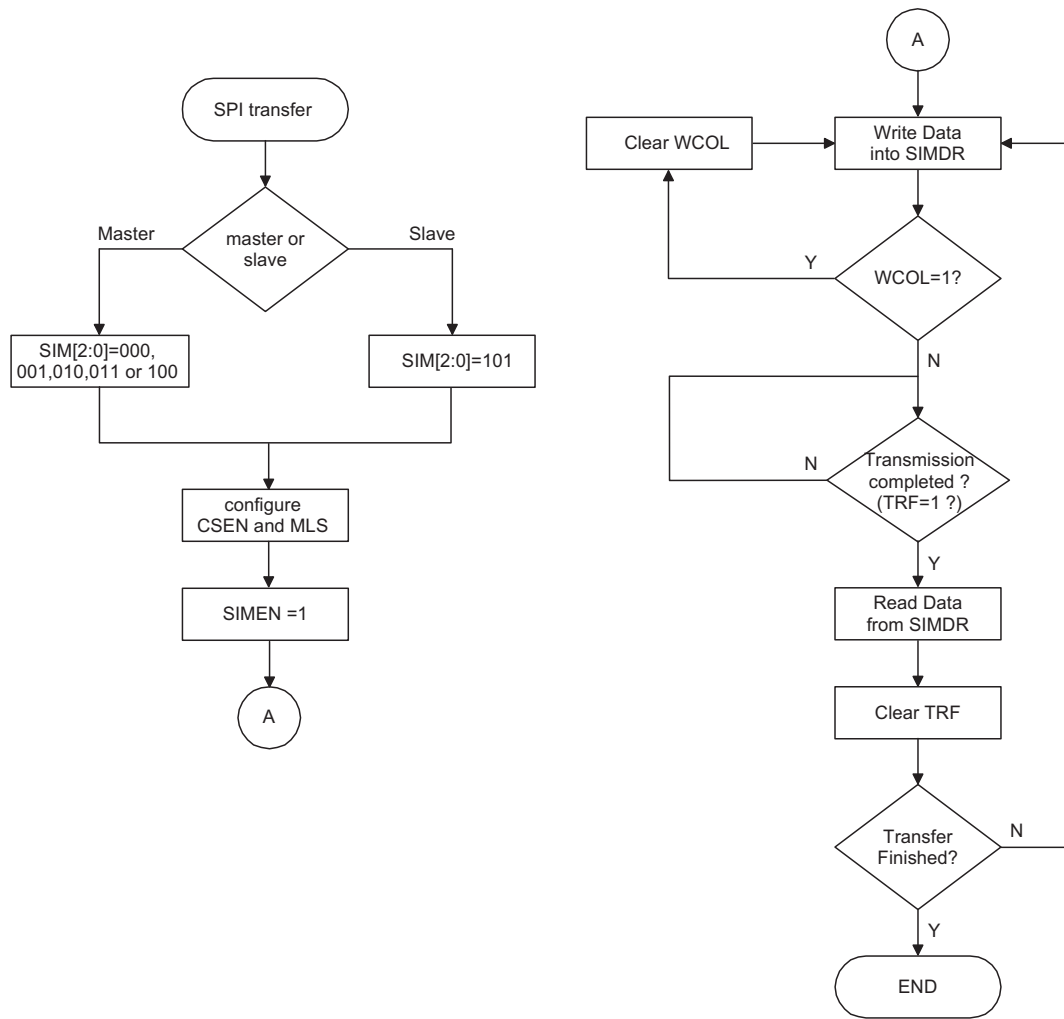 SPI transfer
master or
slave
Master
Slave
SIM[2:0]=000,
001,010,011 or 100
SIM[2:0]=101
configure
CSEN and MLS
SIMEN =1
A
A
Write Data
into SIMDR
Clear WCOL
WCOL=1?
Y
N
Transmission
completed ?
(TRF=1 ?)
N
Y
Read Data
from SIMDR
Clear TRF
Transfer
Finished?
N
Y
END